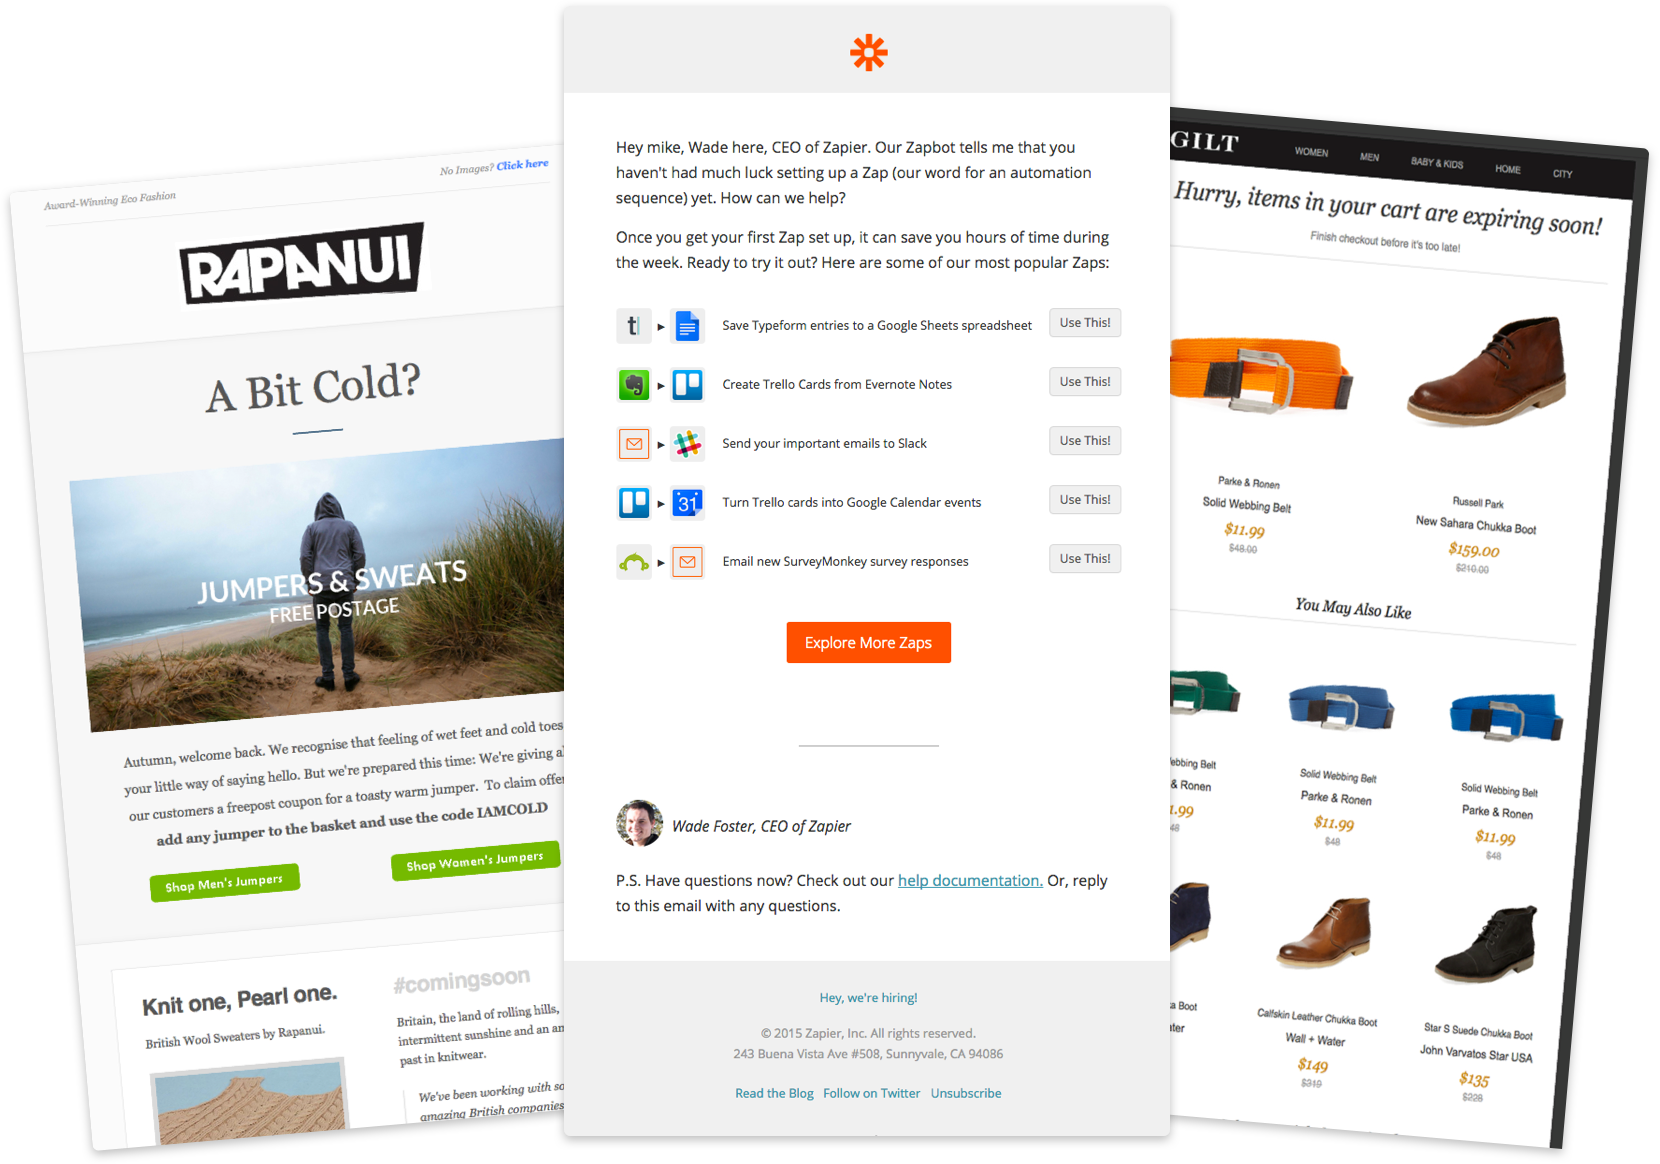 Award-Winning Eco Fashion
No Images? Click here
RAPANUI
A Bit Cold?
JUMPERS & SWEATS
FREE POSTAGE
Autumn, welcome back. We recognise that feeling of wet feet and cold toes
your little way of saying hello. But we're prepared this time: We're giving
our customers a freepost coupon for a toasty warm jumper. To claim
add any jumper to the basket and use the code IAMCOLD
Shop Men's Jumpers
Shop Women's Jumpers
Knit one, Pearl one.
British Wool Sweaters by Rapanui.
#comingsoon
Britain, the land of rolling hills,
intermittent sunshine and an
past in knitwear.
We've been working with
amazing British companies
Hey mike, Wade here, CEO of Zapier. Our Zapbot tells me that you
haven't had much luck setting up a Zap (our word for an automation
sequence) yet. How can we help?
Once you get your first Zap set up, it can save you hours of time during
the week. Ready to try it out? Here are some of our most popular Zaps:
t Save Typeform entries to a Google Sheets spreadsheet Use This!
Create Trello Cards from Evernote Notes Use This!
Send your important emails to Slack Use This!
Turn Trello cards into Google Calendar events Use This!
31
Email new SurveyMonkey survey responses Use This!
Explore More Zaps
Wade Foster, CEO of Zapier
P.S. Have questions now? Check out our help documentation. Or, reply
to this email with any questions.
Hey, we're hiring!
© 2015 Zapier, Inc. All rights reserved.
243 Buena Vista Ave #508, Sunnyvale, CA 94086
Read the Blog Follow on Twitter Unsubscribe
GILT WOMEN MEN BABY & KIDS HOME CITY
Hurry, items in your cart are expiring soon!
Finish checkout before it's too late!
Parke & Ronen
Solid Webbing Belt
$11.99
$48.00
Russell Park
New Sahara Chukka Boot
$159.00
$210.00
You May Also Like
Belt
& Ronen
.99
48
Solid Webbing Belt
Parke & Ronen
$11.99
$48
Solid Webbing Belt
Parke & Ronen
$11.99
$48
Boot
Calfskin Leather Chukka Boot
Wall + Water
$149
$319
Star S Suede Chukka Boot
John Varvatos Star USA
$135
$228